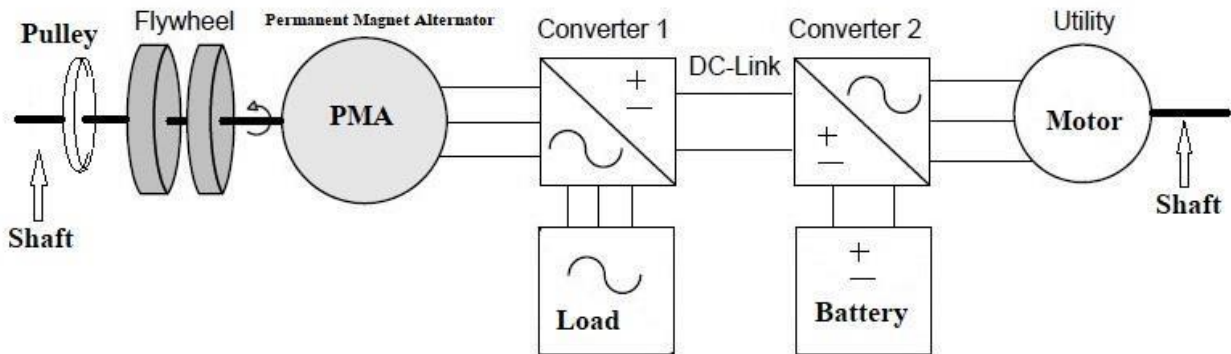 Pulley
Flywheel
Permanent Magnet Alternator
Converter 1
DC-Link
Converter 2
Utility
PMA
+
−
+
−
Motor
Shaft
Shaft
Load
+
−
Battery